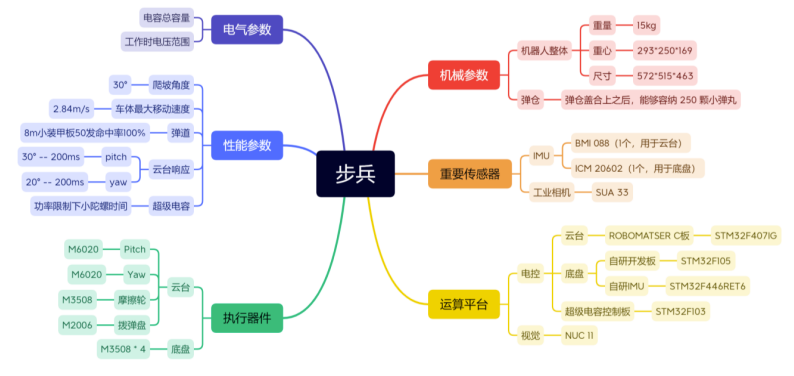 步兵
电气参数
电容总容量
工作时电压范围
性能参数
30° 爬坡角度
2.84m/s 车体最大移动速度
8m小装甲板50发命中率100% 弹道
云台响应
30° -- 200ms pitch
20° -- 200ms yaw
功率限制下小陀螺时间 超级电容
执行器件
云台
M6020 Pitch
M6020 Yaw
M3508 摩擦轮
M2006 拨弹盘
M3508 * 4 底盘
机械参数
机器人整体
重量 15kg
重心 293*250*169
尺寸 572*515*463
弹仓 弹仓盖合上之后，能够容纳 250 颗小弹丸
重要传感器
IMU
BMI 088（1个，用于云台）
ICM 20602（1个，用于底盘）
工业相机 SUA 33
运算平台
电控
云台 ROBOMATSER C板 STM32F407IG
底盘
自研开发板 STM32F105
自研IMU STM32F446RET6
超级电容控制板 STM32F103
视觉 NUC 11